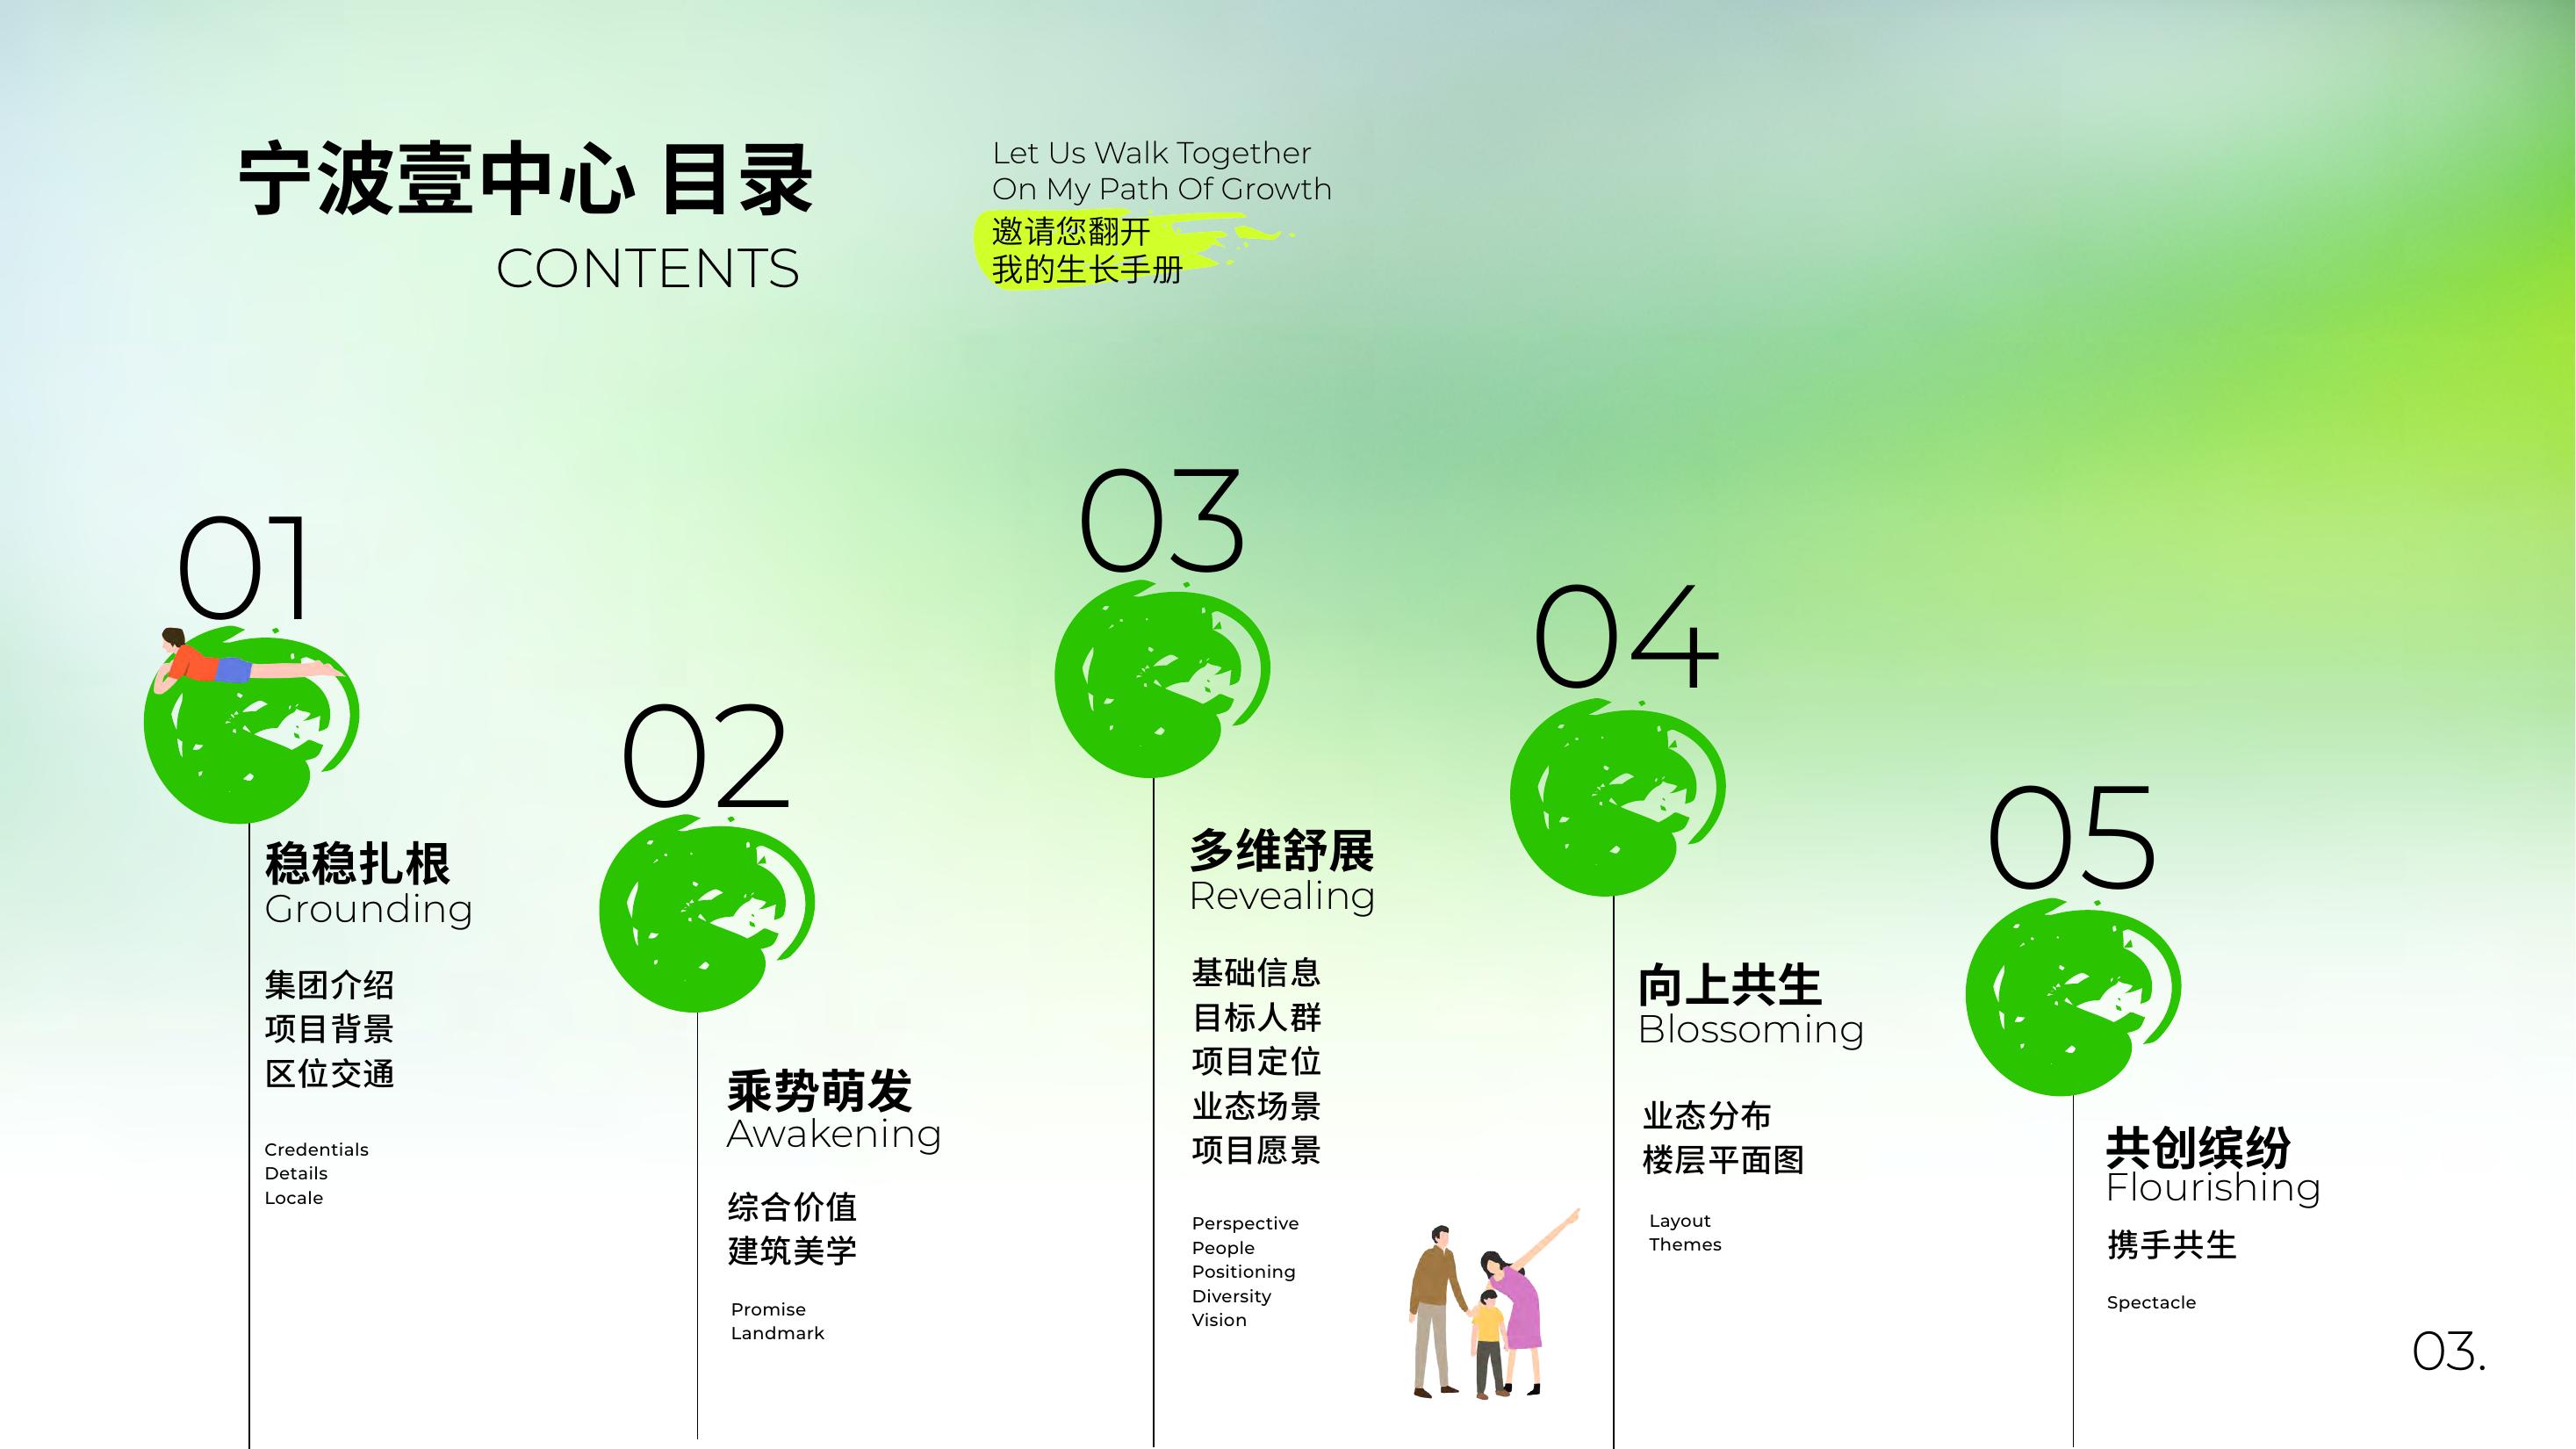 宁波壹中心 目录
CONTENTS
Let Us Walk Together
On My Path Of Growth
邀请您翻开
我的生长手册
01
稳稳扎根
Grounding
集团介绍
项目背景
区位交通
Credentials
Details
Locale
02
乘势萌发
Awakening
综合价值
建筑美学
Promise
Landmark
03
多维舒展
Revealing
基础信息
目标人群
项目定位
业态场景
项目愿景
Perspective
People
Positioning
Diversity
Vision
04
向上共生
Blossoming
业态分布
楼层平面图
Layout
Themes
05
共创缤纷
Flourishing
携手共生
Spectacle
03.